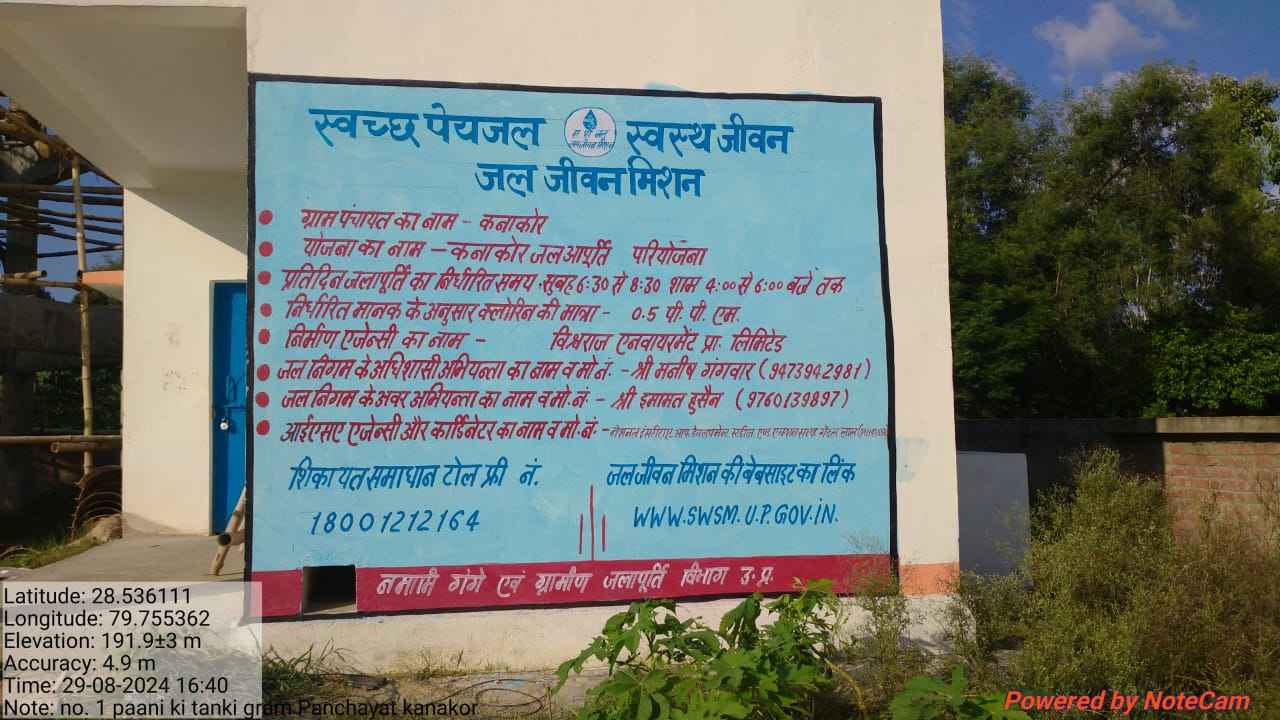 स्वच्छ पेयजल स्वस्थ जीवन
जल जीवन मिशन
ग्राम पंचायत का नाम - कनाकोर
योजना का नाम - कनाकोर जल आपूर्ति परियोजना
प्रतिदिन जलापूर्ति का निर्धारित समय. सुबह 6:30 से 8:30 शाम 4:00 से 6:00 बजे तक
निर्धारित मानक के अनुसार क्लोरिन की मात्रा - 0.5 पी. पी. एम.
निर्माण एजेन्सी का नाम - विश्वराज एनवायरमेंट प्रा. लिमिटेड
जल निगम के अधिशासी अभियन्ता का नाम व मो.नं. - श्री मनीष गंगवार (9473942981)
जल निगम के अवर अभियन्ता का नाम व मो.नं - श्री इमामत हुसैन (9760139897)
आईएसए एजेन्सी और कार्डिनेटर का नाम व मो.नं. -
शिकायत समाधान टोल फ्री नं.
18001212164
जल जीवन मिशन की बेबसाइट का लिंक
WWW.SWSM.U.P.GOV.iN.
नमामी गंगे एवं ग्रामीण जलापूर्ति विभाग उ.प्र.
Latitude: 28.536111
Longitude: 79.755362
Elevation: 191.9±3 m
Accuracy: 4.9 m
Time: 29-08-2024 16:40
Note: no. 1 paani ki tanki gram Panchayat kanakor
Powered by NoteCam